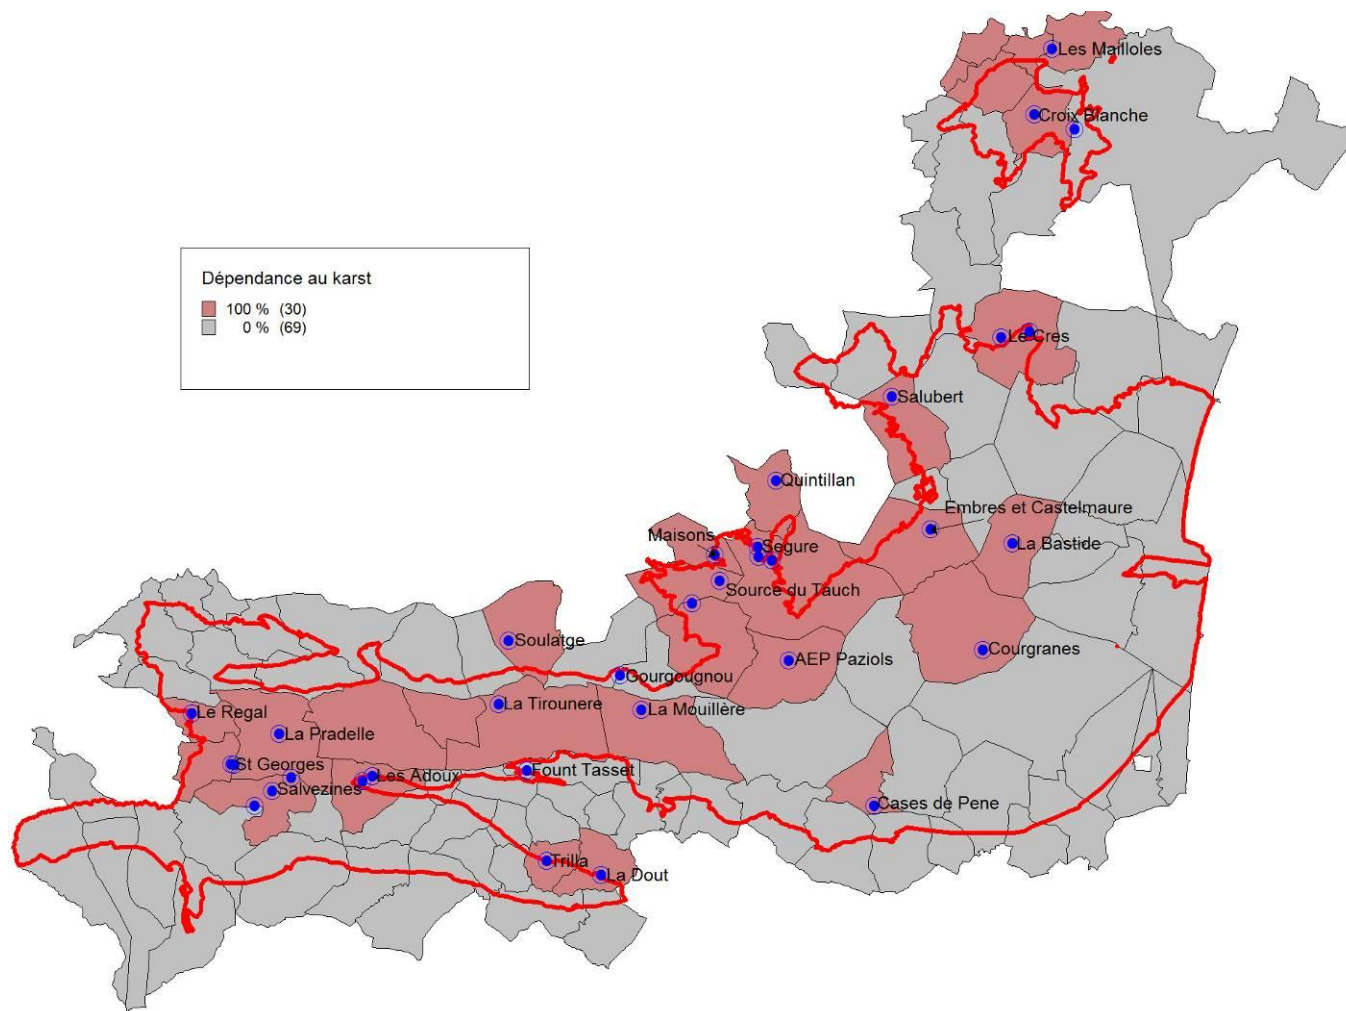 Les Mailloles
Croix Blanche
Dépendance au karst
100 % (30)
0 % (69)
Le Cres
Salubert
Quintillan
Embres et Castelmaure
Maisons
Segure
La Bastide
Source du Tauch
Soulatge
AEP Paziols
Courgranes
Gourgougnou
La Tirounere
La Mouillère
Le Regal
La Pradelle
St Georges
Les Adoux
Fount Tasset
Salvezines
Cases de Pene
Trilla
La Dout